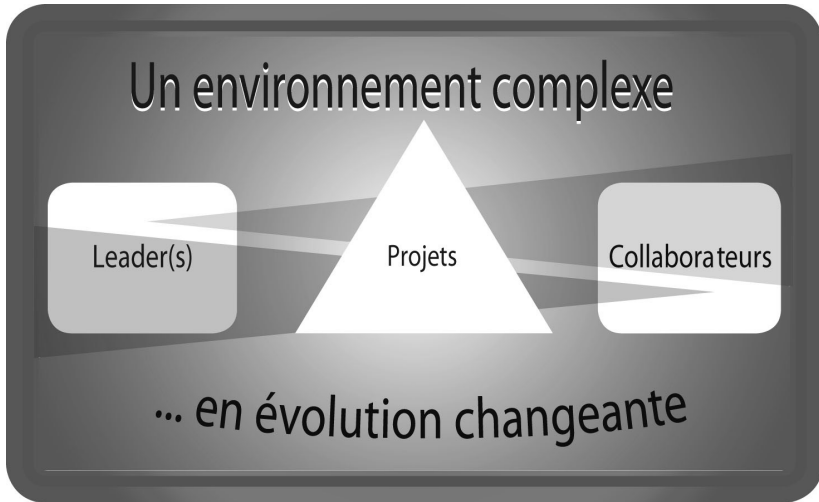 Un environnement complexe
Leader(s)
Projets
Collaborateurs
... en évolution changeante